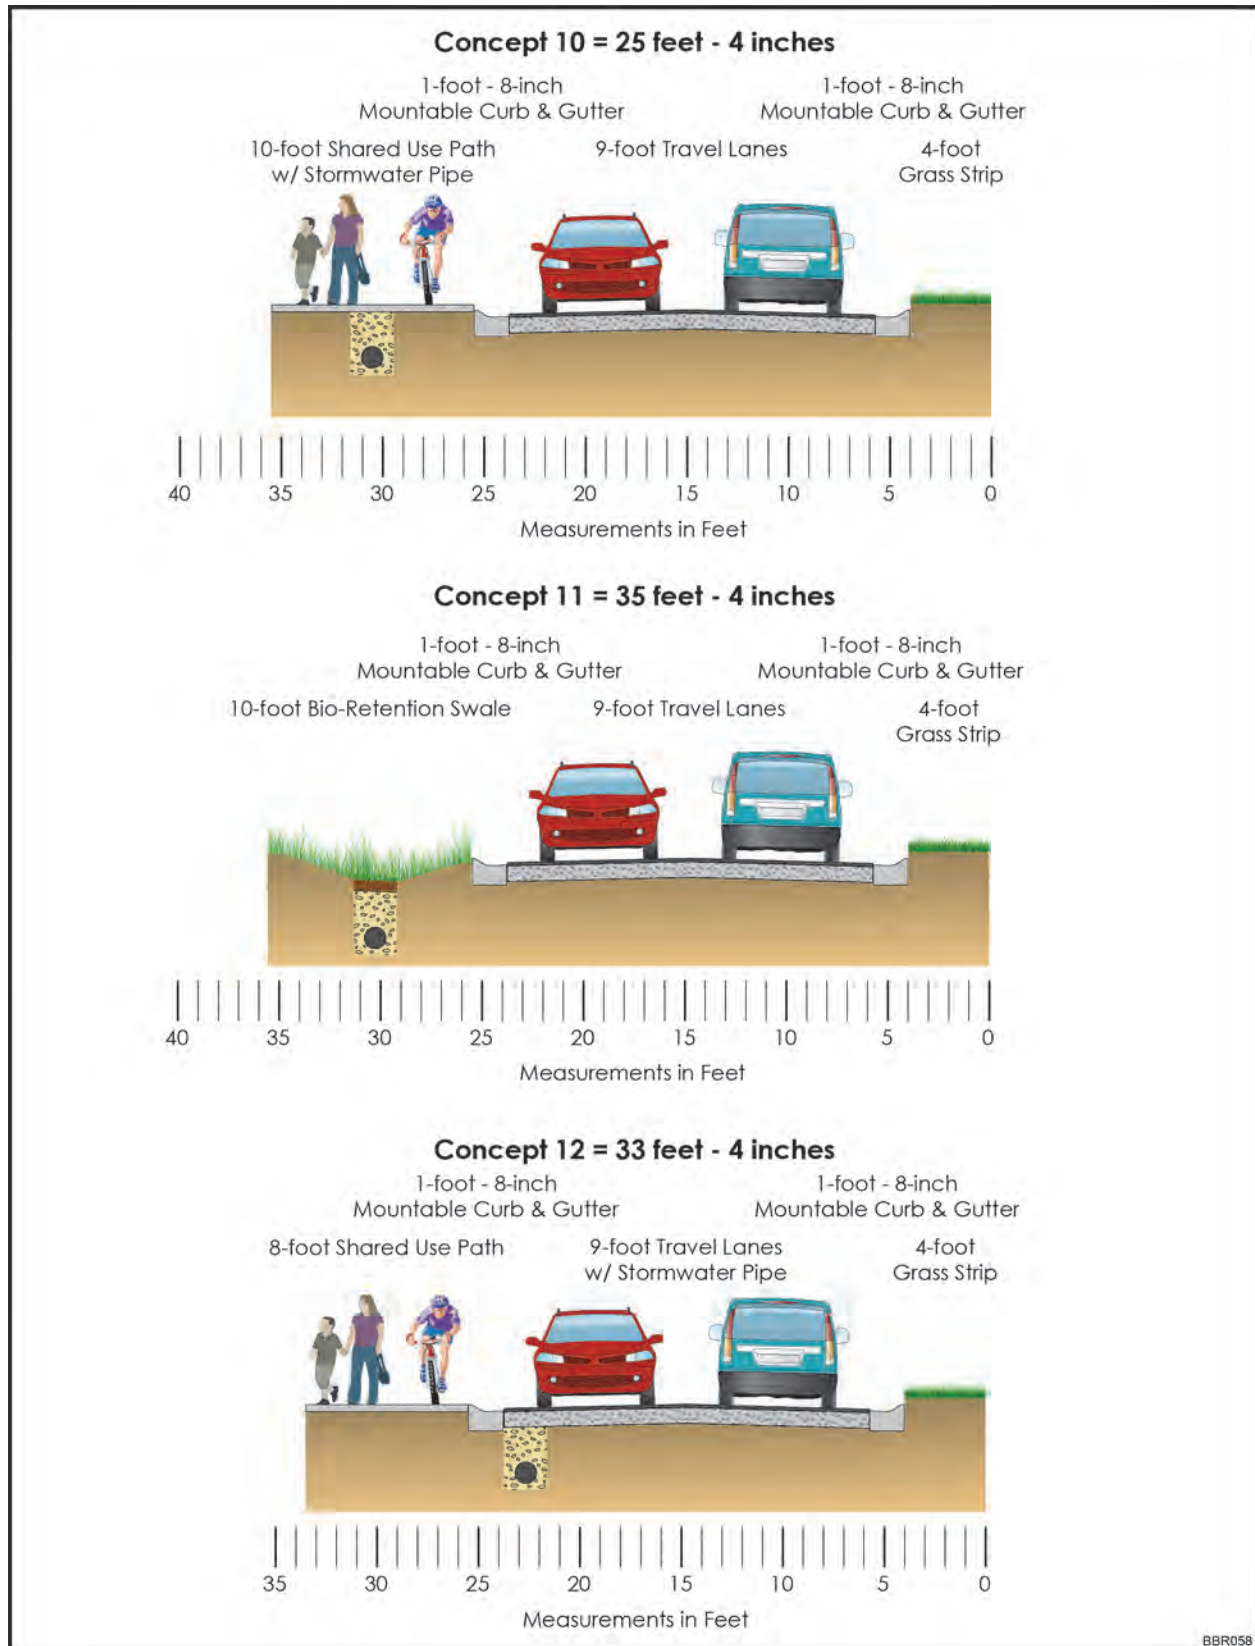 Concept 10 = 25 feet - 4 inches
1-foot - 8-inch
Mountable Curb & Gutter
1-foot - 8-inch
Mountable Curb & Gutter
10-foot Shared Use Path
w/ Stormwater Pipe
9-foot Travel Lanes
4-foot
Grass Strip
40 35 30 25 20 15 10 5 0
Measurements in Feet
Concept 11 = 35 feet - 4 inches
1-foot - 8-inch
Mountable Curb & Gutter
1-foot - 8-inch
Mountable Curb & Gutter
10-foot Bio-Retention Swale
9-foot Travel Lanes
4-foot
Grass Strip
40 35 30 25 20 15 10 5 0
Measurements in Feet
Concept 12 = 33 feet - 4 inches
1-foot - 8-inch
Mountable Curb & Gutter
1-foot - 8-inch
Mountable Curb & Gutter
8-foot Shared Use Path
9-foot Travel Lanes
w/ Stormwater Pipe
4-foot
Grass Strip
35 30 25 20 15 10 5 0
Measurements in Feet
BBR058